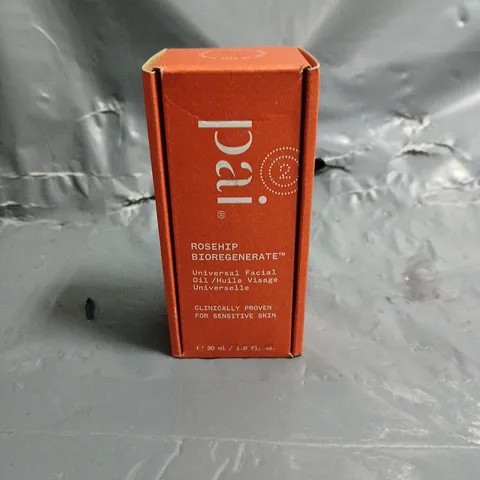 pai®
ROSEHIP
BIOREGENERATE™
Universal Facial
Oil/Huile Visage
Universelle
CLINICALLY PROVEN
FOR SENSITIVE SKIN
30 ml / 1.0 fl. oz.